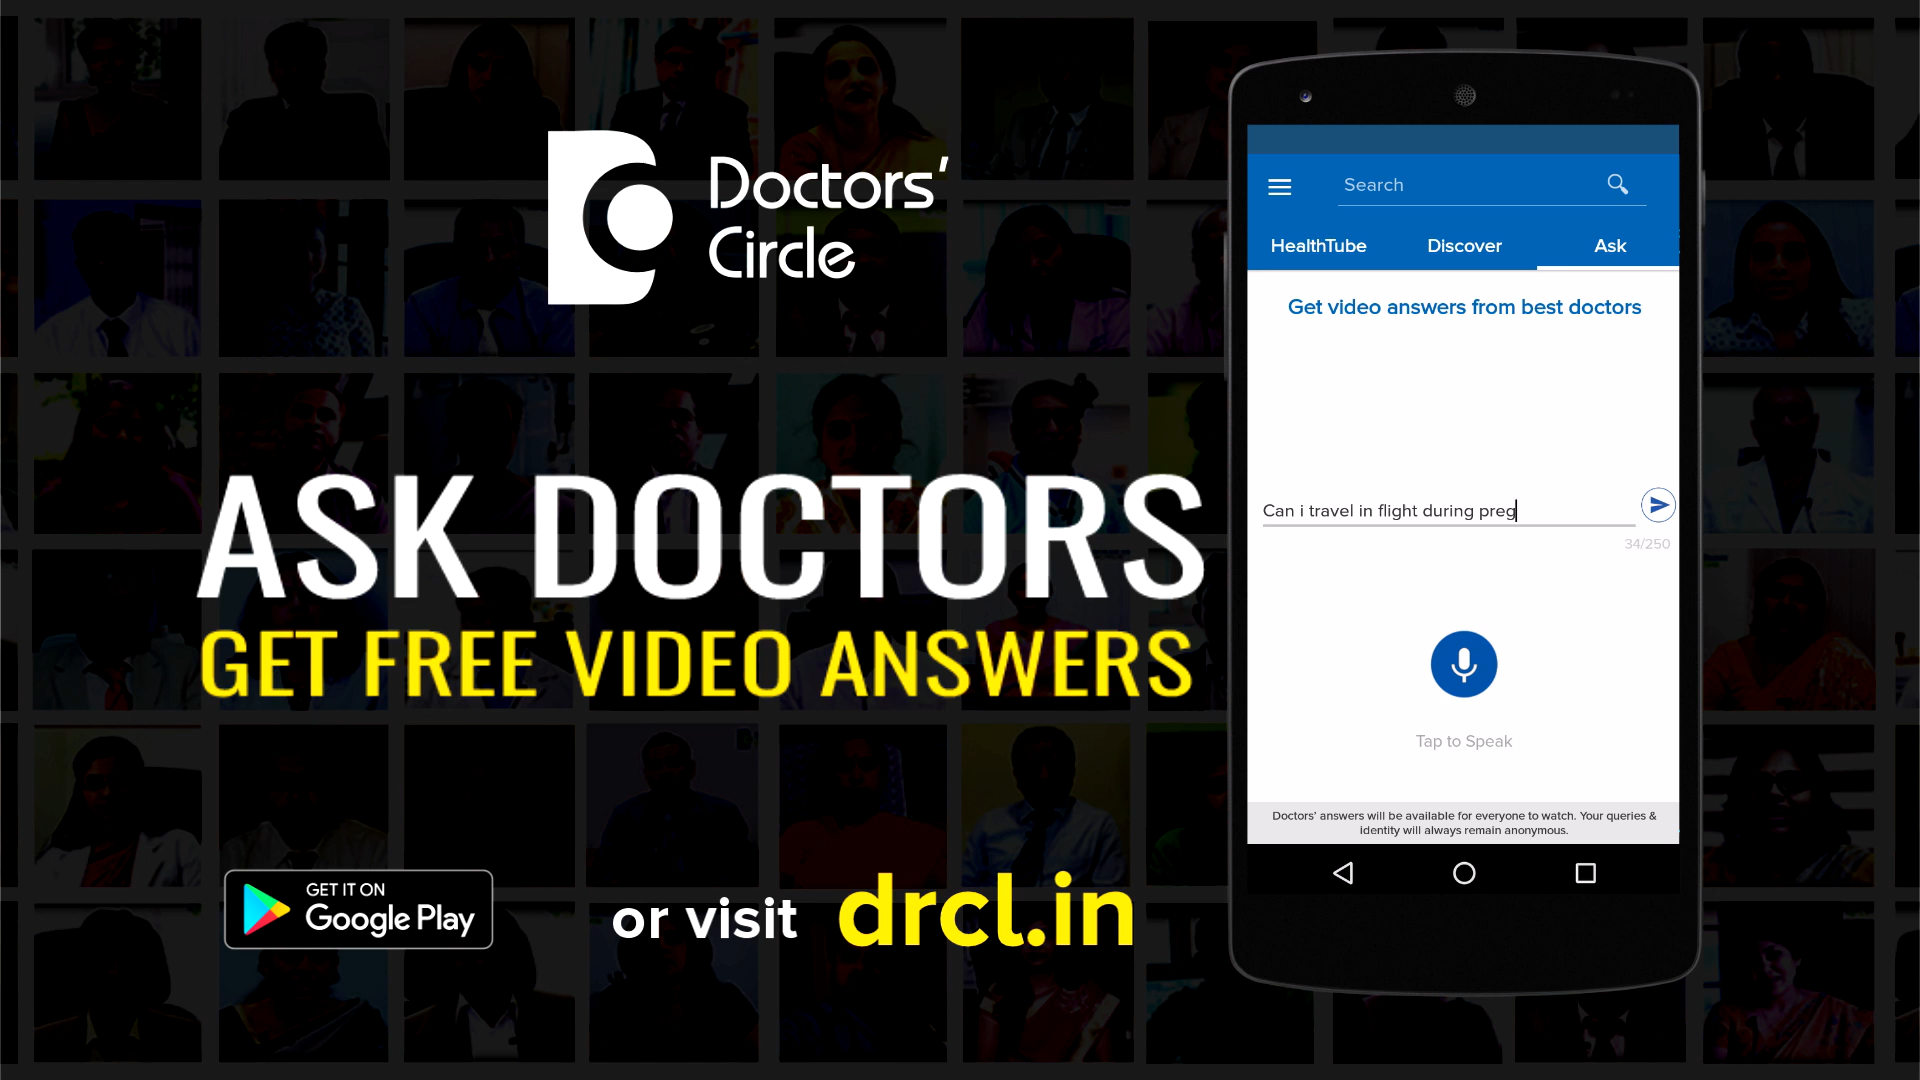 Doctors'
Circle
ASK DOCTORS
GET FREE VIDEO ANSWERS
GET IT ON
Google Play
or visit drcl.in
Search
HealthTube Discover Ask
Get video answers from best doctors
Can i travel in flight during preg
34/250
Tap to Speak
Doctors' answers will be available for everyone to watch. Your queries &
identity will always remain anonymous.